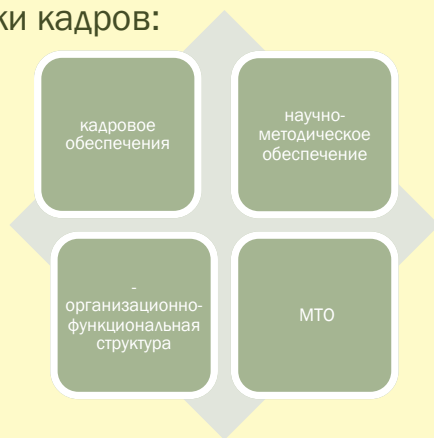 ки кадров:
кадровое
обеспечения
научно-
методическое
обеспечение
-
организационно-
функциональная
структура
МТО